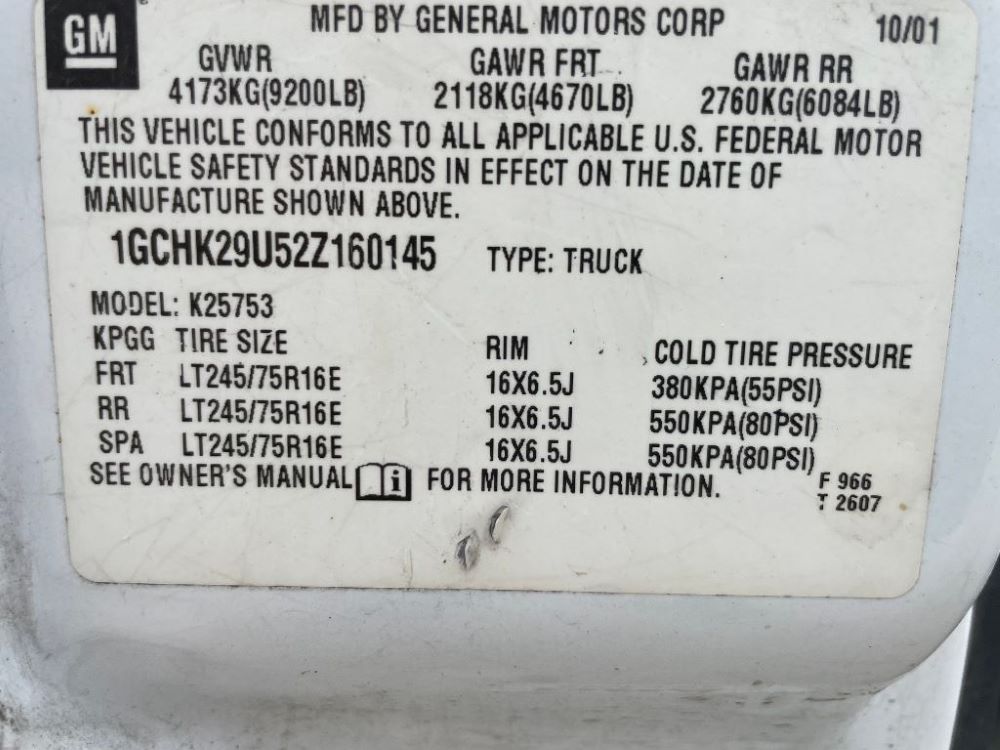 GM
MFD BY GENERAL MOTORS CORP 10/01
GVWR GAWR FRT GAWR RR
4173KG(9200LB) 2118KG(4670LB) 2760KG(6084LB)
THIS VEHICLE CONFORMS TO ALL APPLICABLE U.S. FEDERAL MOTOR
VEHICLE SAFETY STANDARDS IN EFFECT ON THE DATE OF
MANUFACTURE SHOWN ABOVE.
1GCHK29U52Z160145 TYPE: TRUCK
MODEL: K25753
KPGG TIRE SIZE RIM COLD TIRE PRESSURE
FRT LT245/75R16E 16X6.5J 380KPA(55PSI)
RR LT245/75R16E 16X6.5J 550KPA(80PSI)
SPA LT245/75R16E 16X6.5J 550KPA(80PSI)
SEE OWNER'S MANUAL i FOR MORE INFORMATION.
F 966
T 2607